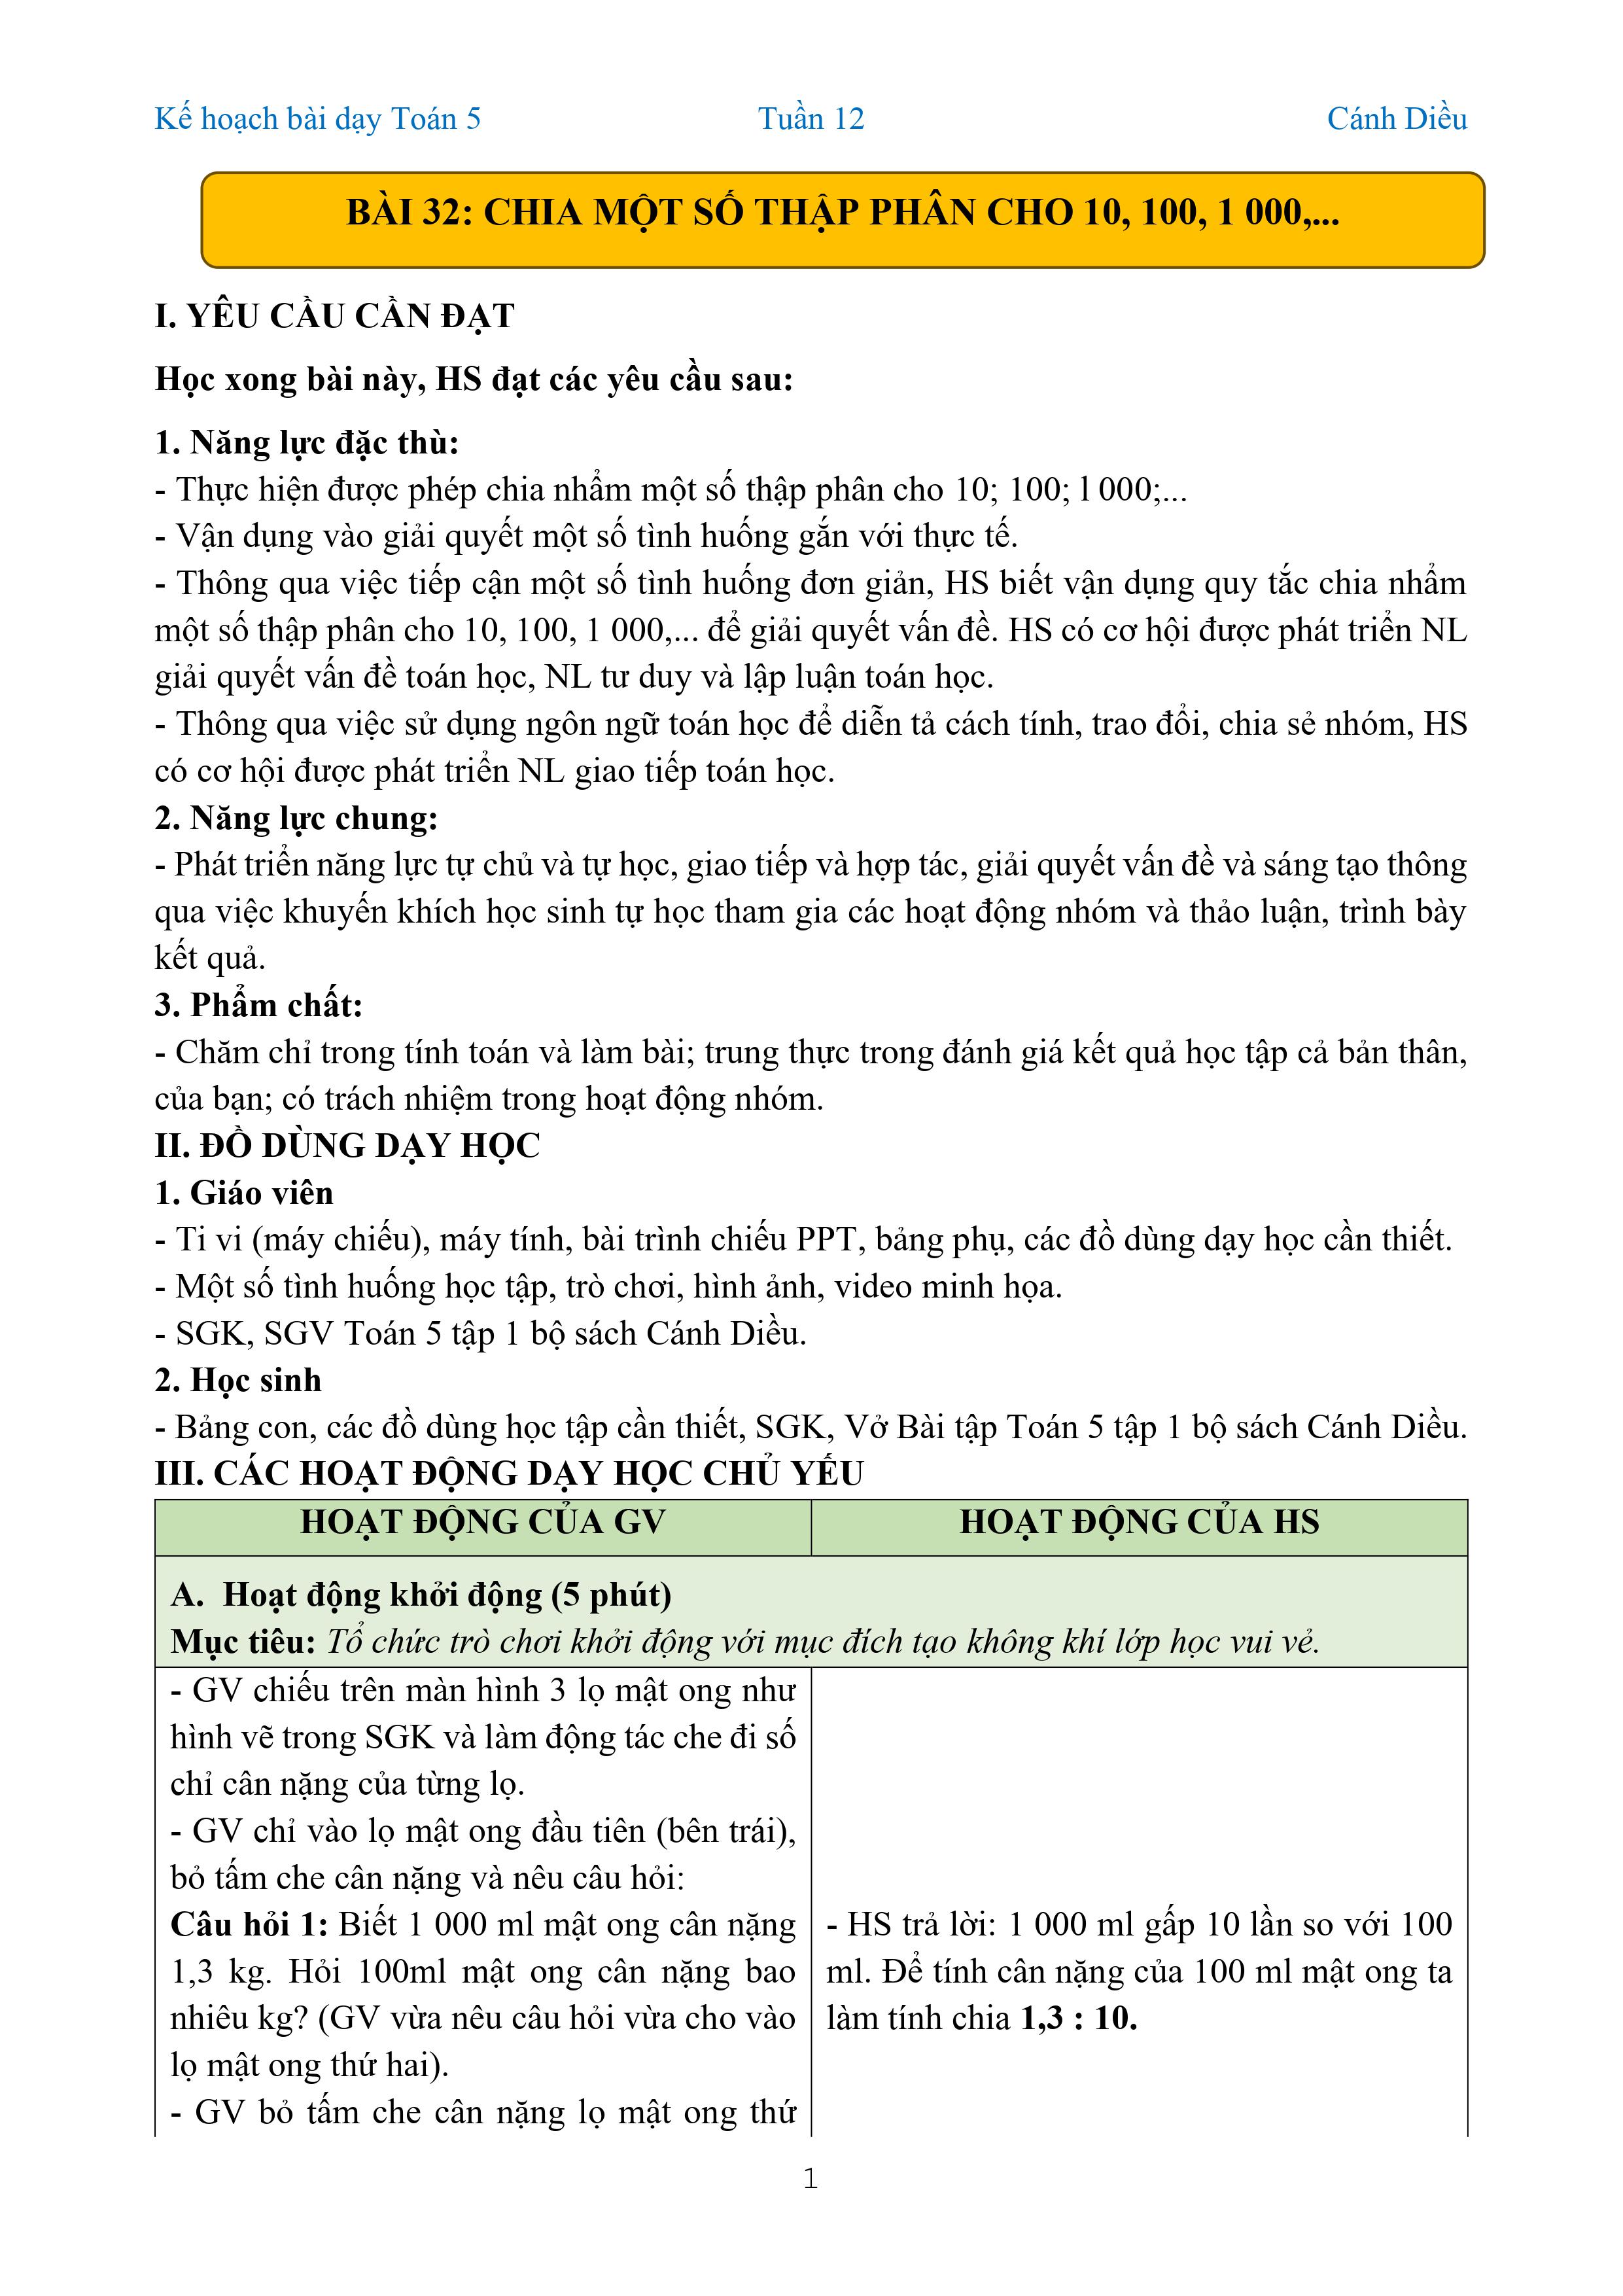 Kế hoạch bài dạy Toán 5 Tuần 12 Cánh Diều
BÀI 32: CHIA MỘT SỐ THẬP PHÂN CHO 10, 100, 1 000,...
I. YÊU CẦU CẦN ĐẠT
Học xong bài này, HS đạt các yêu cầu sau:
1. Năng lực đặc thù:
- Thực hiện được phép chia nhẩm một số thập phân cho 10; 100; l 000;...
- Vận dụng vào giải quyết một số tình huống gắn với thực tế.
- Thông qua việc tiếp cận một số tình huống đơn giản, HS biết vận dụng quy tắc chia nhẩm
một số thập phân cho 10, 100, 1 000,... để giải quyết vấn đề. HS có cơ hội được phát triển NL
giải quyết vấn đề toán học, NL tư duy và lập luận toán học.
- Thông qua việc sử dụng ngôn ngữ toán học để diễn tả cách tính, trao đổi, chia sẻ nhóm, HS
có cơ hội được phát triển NL giao tiếp toán học.
2. Năng lực chung:
- Phát triển năng lực tự chủ và tự học, giao tiếp và hợp tác, giải quyết vấn đề và sáng tạo thông
qua việc khuyến khích học sinh tự học tham gia các hoạt động nhóm và thảo luận, trình bày
kết quả.
3. Phẩm chất:
- Chăm chỉ trong tính toán và làm bài; trung thực trong đánh giá kết quả học tập cả bản thân,
của bạn; có trách nhiệm trong hoạt động nhóm.
II. ĐỒ DÙNG DẠY HỌC
1. Giáo viên
- Ti vi (máy chiếu), máy tính, bài trình chiếu PPT, bảng phụ, các đồ dùng dạy học cần thiết.
- Một số tình huống học tập, trò chơi, hình ảnh, video minh họa.
- SGK, SGV Toán 5 tập 1 bộ sách Cánh Diều.
2. Học sinh
- Bảng con, các đồ dùng học tập cần thiết, SGK, Vở Bài tập Toán 5 tập 1 bộ sách Cánh Diều.
III. CÁC HOẠT ĐỘNG DẠY HỌC CHỦ YẾU
HOẠT ĐỘNG CỦA GV HOẠT ĐỘNG CỦA HS
A. Hoạt động khởi động (5 phút)
Mục tiêu: Tổ chức trò chơi khởi động với mục đích tạo không khí lớp học vui vẻ.
- GV chiếu trên màn hình 3 lọ mật ong như
hình vẽ trong SGK và làm động tác che đi số
chỉ cân nặng của từng lọ.
- GV chỉ vào lọ mật ong đầu tiên (bên trái),
bỏ tấm che cân nặng và nêu câu hỏi:
Câu hỏi 1: Biết 1 000 ml mật ong cân nặng
1,3 kg. Hỏi 100ml mật ong cân nặng bao
nhiêu kg? (GV vừa nêu câu hỏi vừa cho vào
lọ mật ong thứ hai).
- GV bỏ tấm che cân nặng lọ mật ong thứ
- HS trả lời: 1 000 ml gấp 10 lần so với 100
ml. Để tính cân nặng của 100 ml mật ong ta
làm tính chia 1,3 : 10.
1